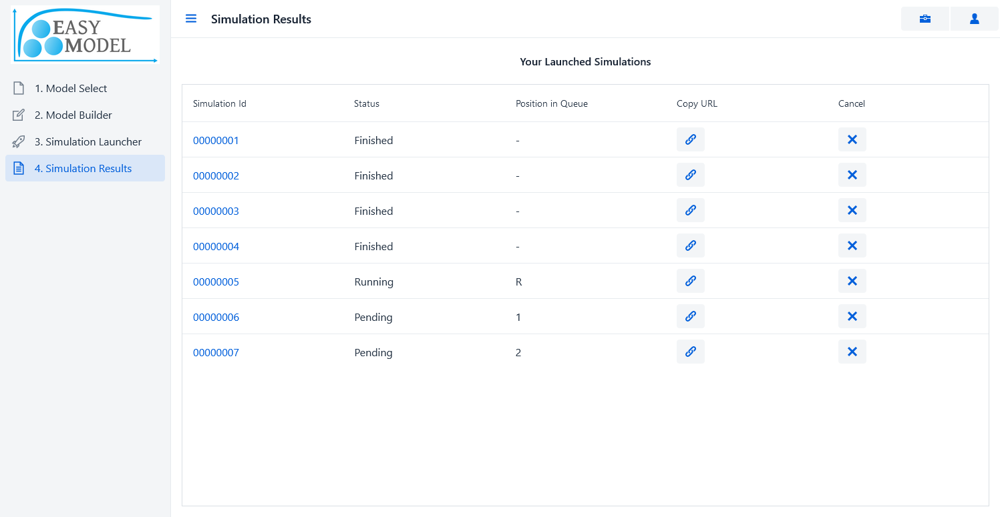 EASY
MODEL
1. Model Select
2. Model Builder
3. Simulation Launcher
4. Simulation Results
Simulation Results
Your Launched Simulations
Simulation Id Status Position in Queue Copy URL Cancel
00000001 Finished -
00000002 Finished -
00000003 Finished -
00000004 Finished -
00000005 Running R
00000006 Pending 1
00000007 Pending 2